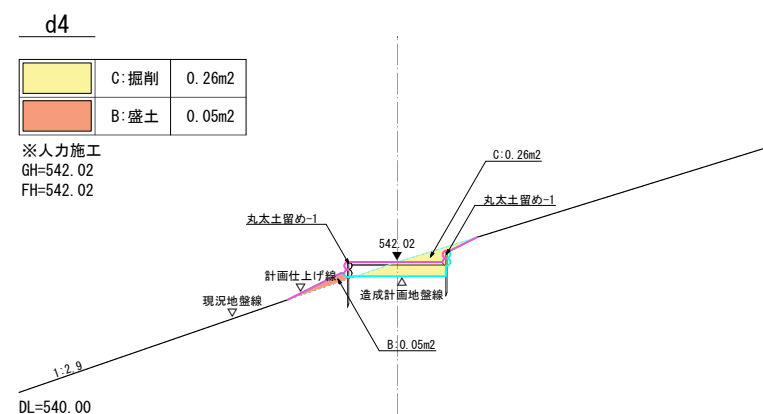 d4
C:掘削 0.26m2
B:盛土 0.05m2
※人力施工
GH=542.02
FH=542.02
C:0.26m2
丸太土留め-1
丸太土留め-1
542.02
計画仕上げ線
造成計画地盤線
現況地盤線
B:0.05m2
1:2.9
DL=540.00